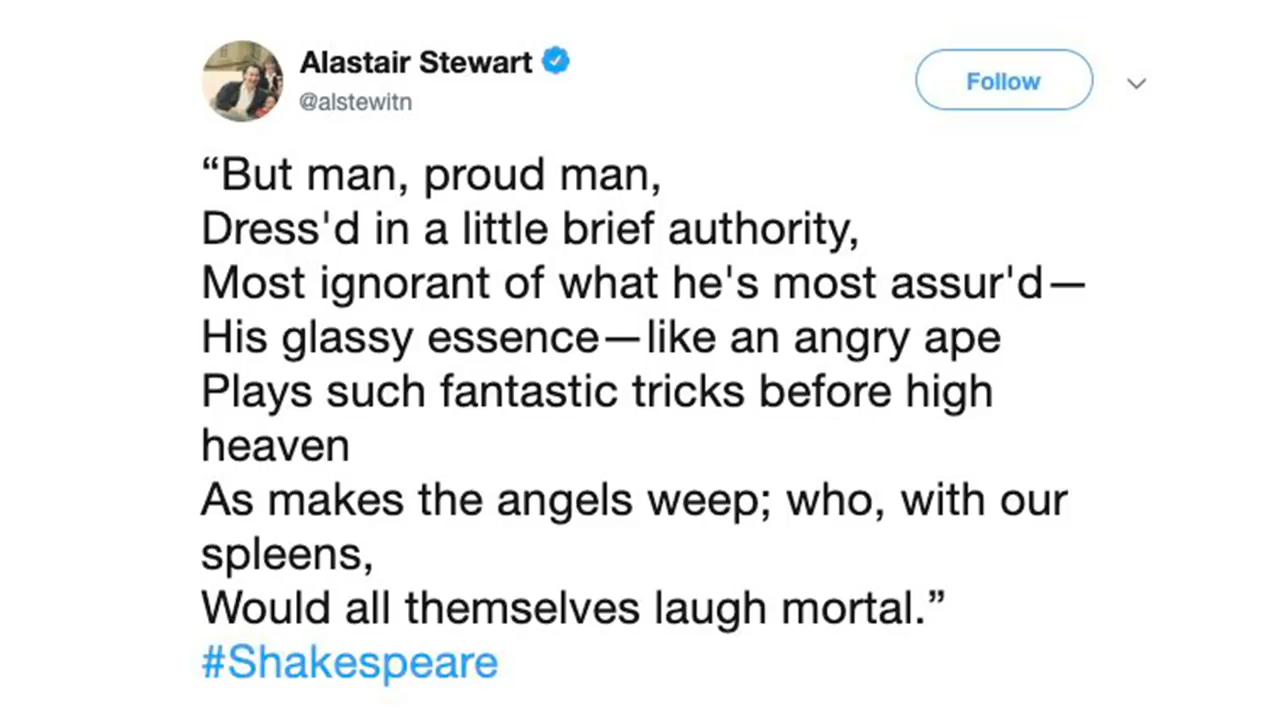 Alastair Stewart
@alstewitn
Follow
“But man, proud man,
Dress'd in a little brief authority,
Most ignorant of what he's most assur'd—
His glassy essence—like an angry ape
Plays such fantastic tricks before high
heaven
As makes the angels weep; who, with our
spleens,
Would all themselves laugh mortal.”
#Shakespeare